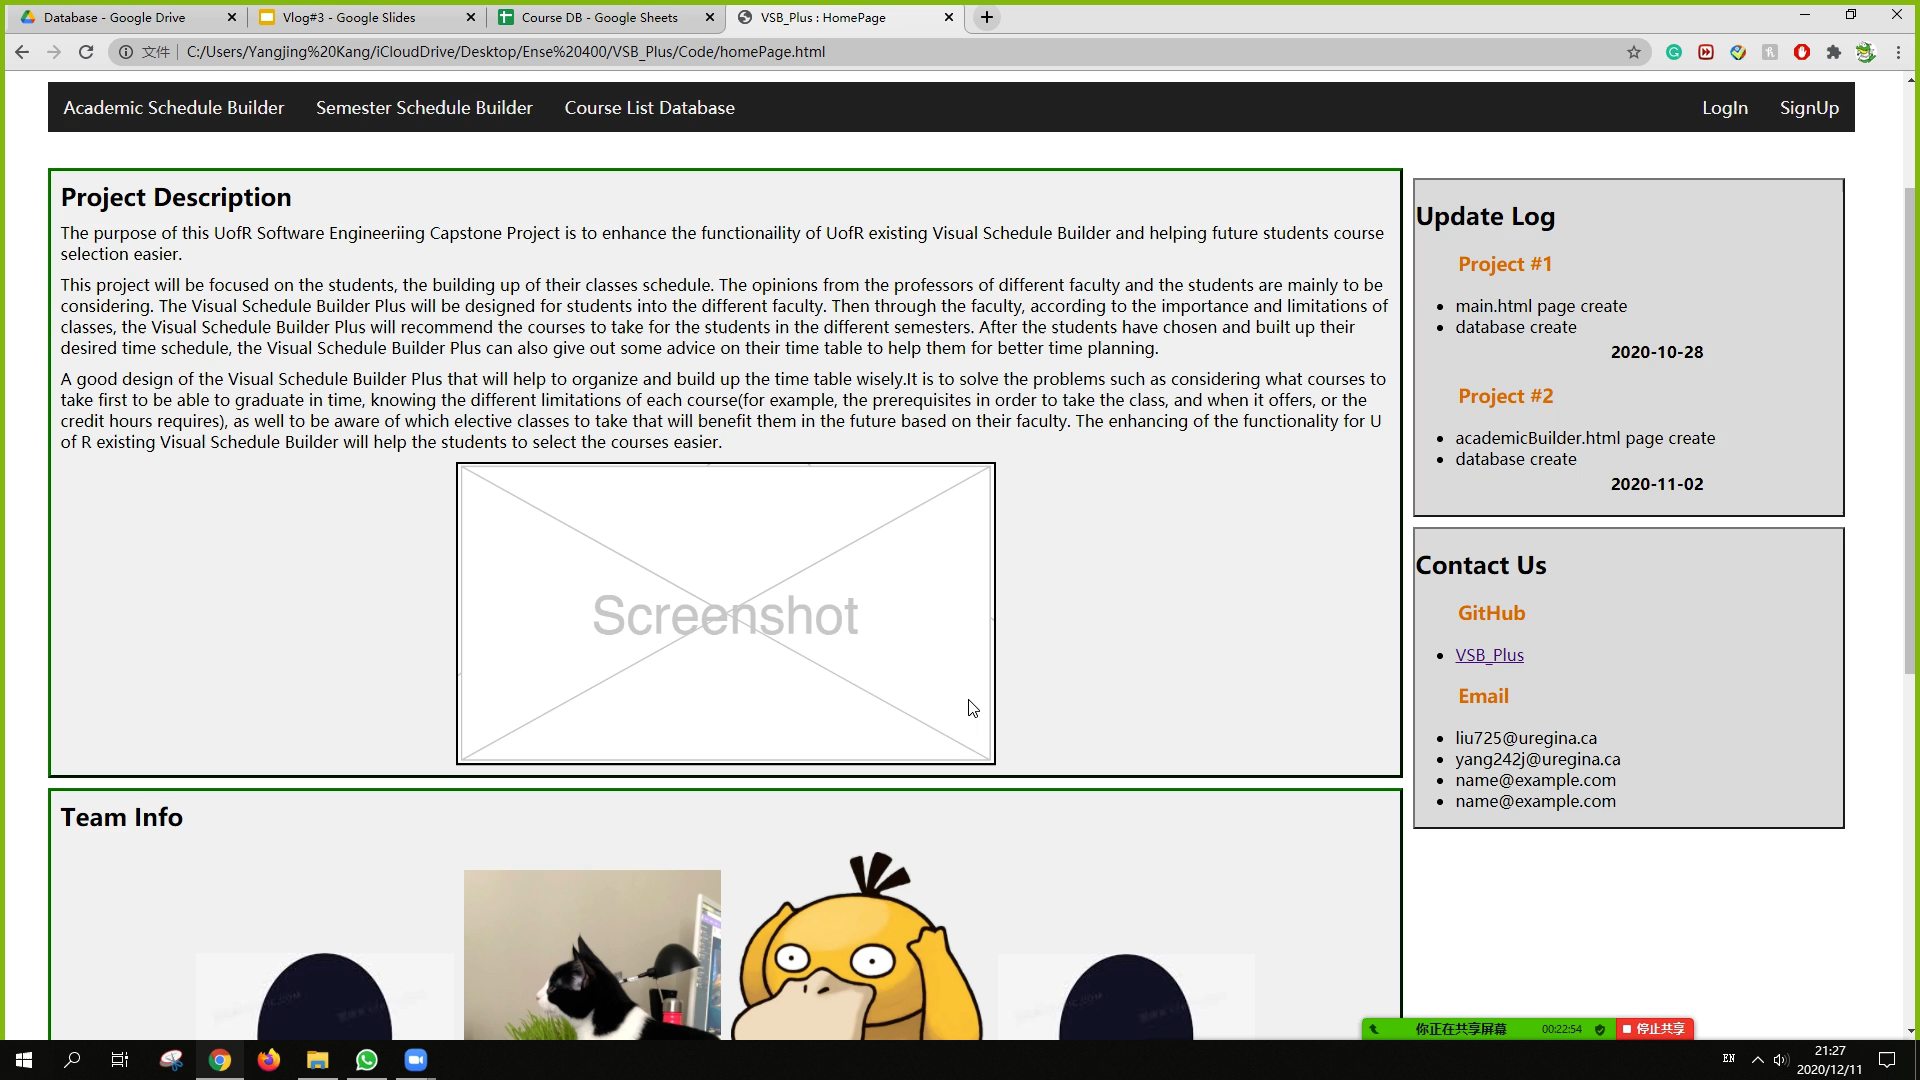 Database - Google Drive
Vlog#3 - Google Slides
Course DB - Google Sheets
VSB_Plus : HomePage
文件
C:/Users/Yangjing%20Kang/iCloudDrive/Desktop/Ense%20400/VSB_Plus/Code/homePage.html
Academic Schedule Builder
Semester Schedule Builder
Course List Database
LogIn
SignUp
Project Description
The purpose of this UofR Software Engineeriing Capstone Project is to enhance the functionaility of UofR existing Visual Schedule Builder and helping future students course
selection easier.
This project will be focused on the students, the building up of their classes schedule. The opinions from the professors of different faculty and the students are mainly to be
considering. The Visual Schedule Builder Plus will be designed for students into the different faculty. Then through the faculty, according to the importance and limitations of
classes, the Visual Schedule Builder Plus will recommend the courses to take for the students in the different semesters. After the students have chosen and built up their
desired time schedule, the Visual Schedule Builder Plus can also give out some advice on their time table to help them for better time planning.
A good design of the Visual Schedule Builder Plus that will help to organize and build up the time table wisely.It is to solve the problems such as considering what courses to
take first to be able to graduate in time, knowing the different limitations of each course(for example, the prerequisites in order to take the class, and when it offers, or the
credit hours requires), as well to be aware of which elective classes to take that will benefit them in the future based on their faculty. The enhancing of the functionality for U
of R existing Visual Schedule Builder will help the students to select the courses easier.
Screenshot
Team Info
Update Log
Project #1
main.html page create
database create
2020-10-28
Project #2
academicBuilder.html page create
database create
2020-11-02
Contact Us
GitHub
VSB_Plus
Email
liu725@uregina.ca
yang242j@uregina.ca
name@example.com
name@example.com
你正在共享屏幕
00:22:54
停止共享
EN
21:27
2020/12/11